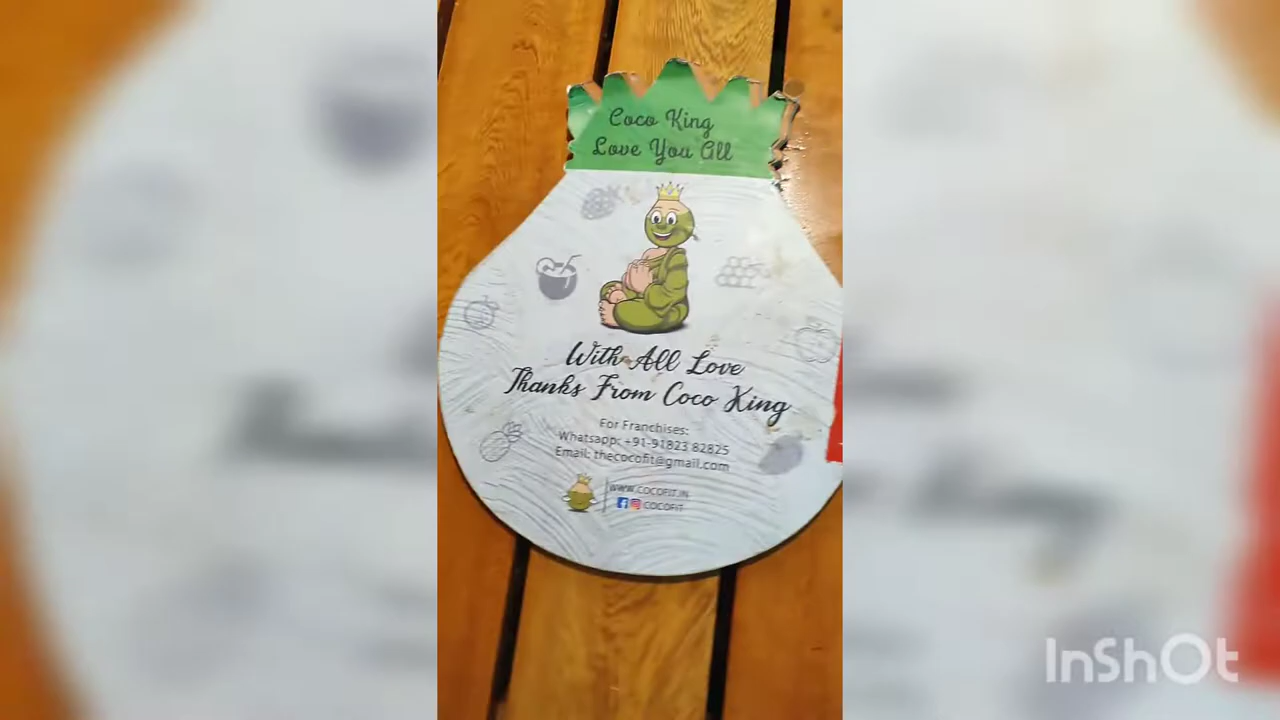 Coco King
Love You All
With All Love
Thanks From Coco King
For Franchises:
Whatsapp: +91-91823 82825
Email: thecocofit@gmail.com
WWW.COCOFIT.IN
COCOFIT
InShOt